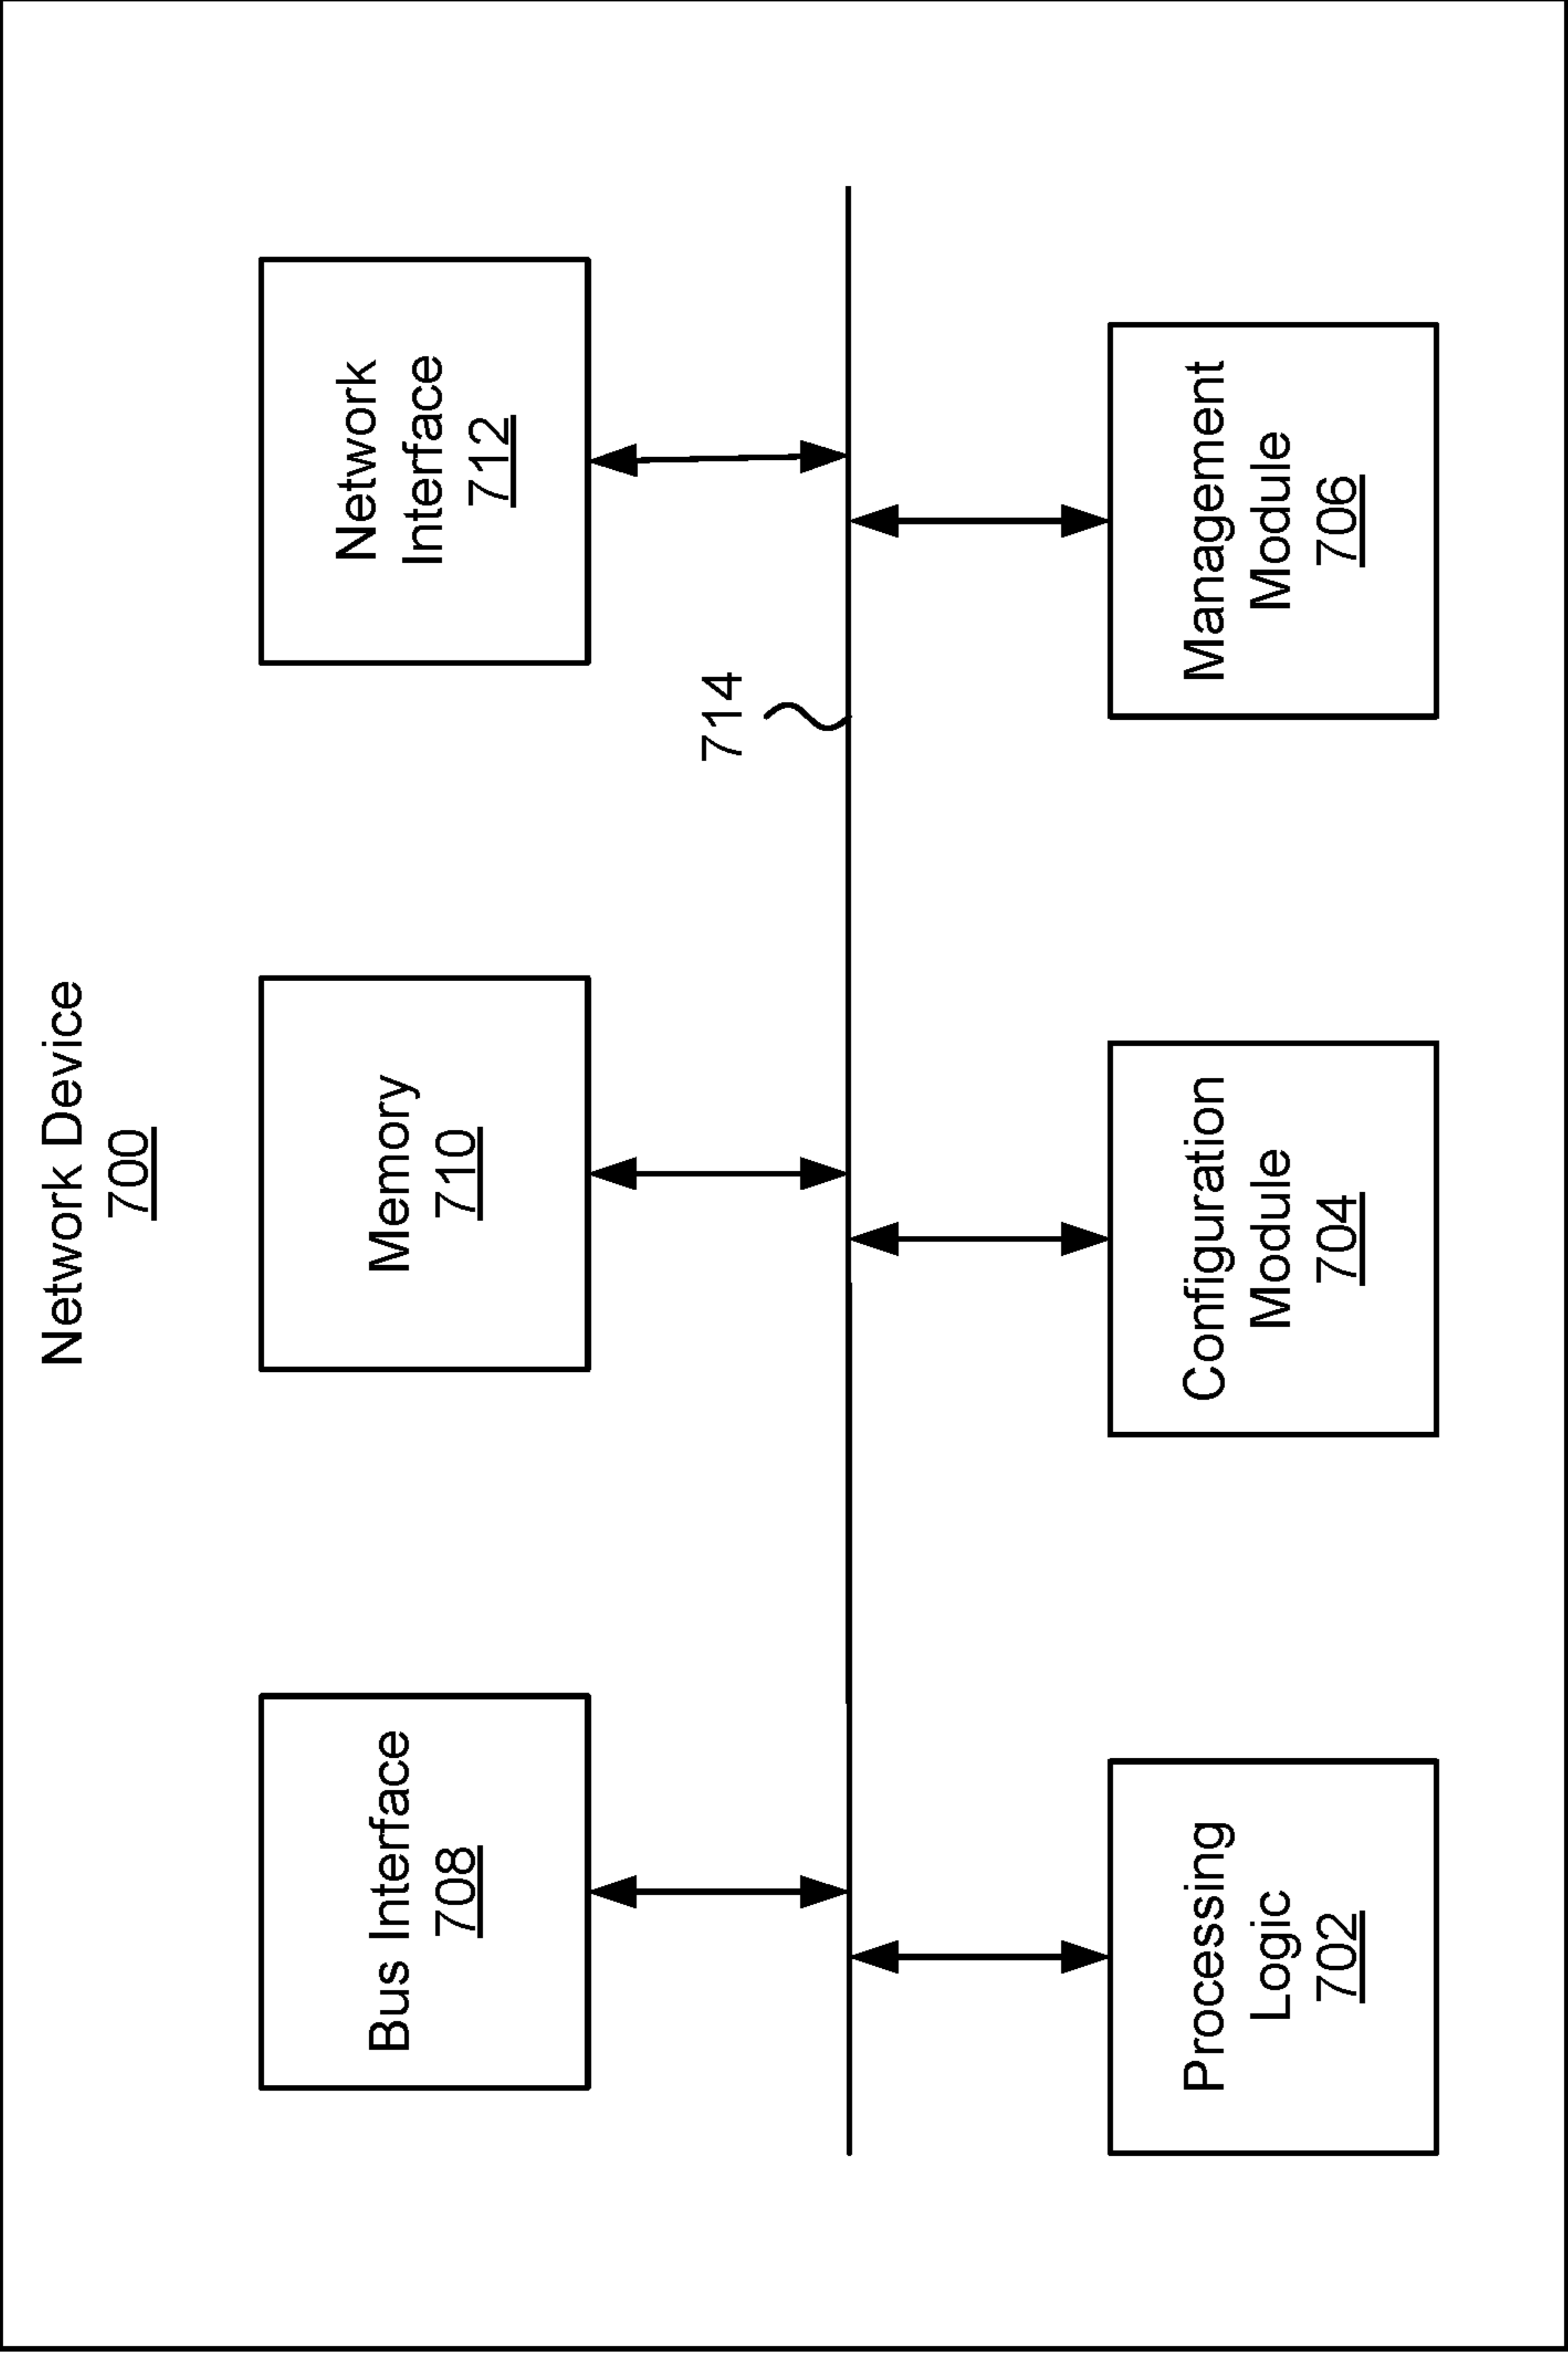 Network Device
700
Bus Interface
708
Memory
710
Network
Interface
712
714
Processing
Logic
702
Configuration
Module
704
Management
Module
706